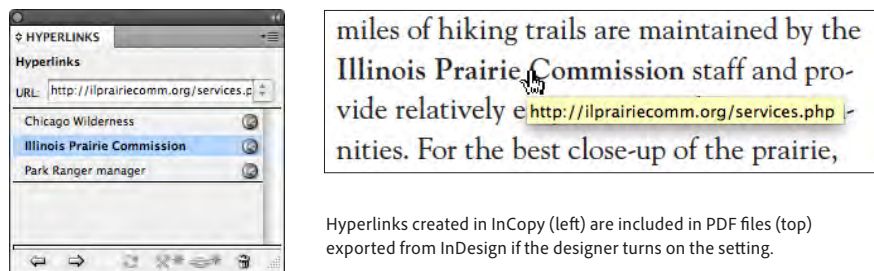 HYPERLINKS
Hyperlinks
URL: http://ilprairiecomm.org/services.p
Chicago Wilderness
Illinois Prairie Commission
Park Ranger manager
miles of hiking trails are maintained by the
Illinois Prairie Commission staff and pro-
vide relatively e
http://ilprairiecomm.org/services.php
nities. For the best close-up of the prairie,
Hyperlinks created in InCopy (left) are included in PDF files (top)
exported from InDesign if the designer turns on the setting.